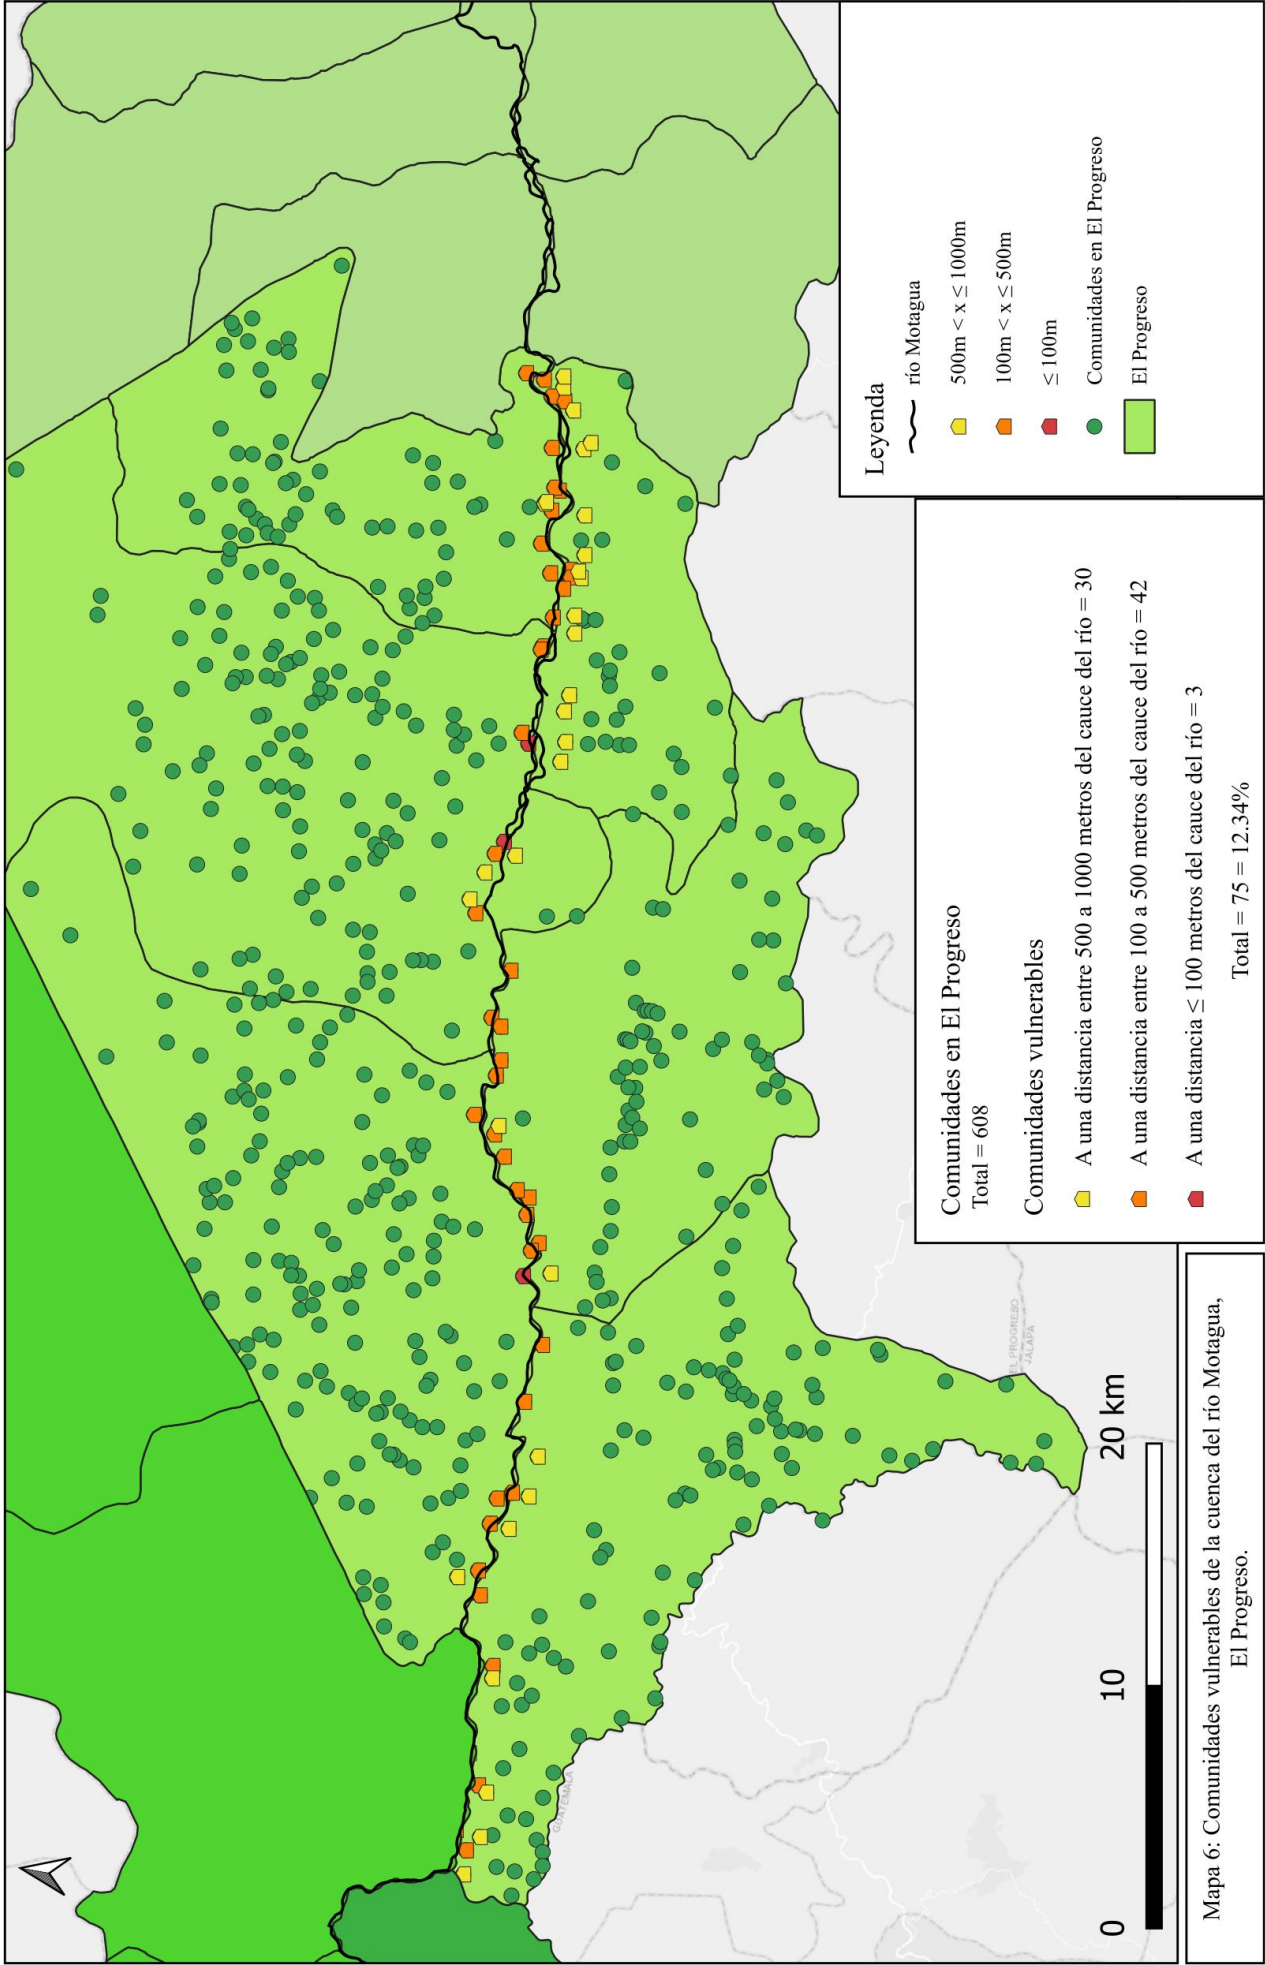 Leyenda
río Motagua
500m < x ≤ 1000m
100m < x ≤ 500m
≤ 100m
Comunidades en El Progreso
El Progreso
Comunidades en El Progreso
Total = 608
Comunidades vulnerables
A una distancia entre 500 a 1000 metros del cauce del río = 30
A una distancia entre 100 a 500 metros del cauce del río = 42
A una distancia ≤ 100 metros del cauce del río = 3
Total = 75 = 12.34%
GUATEMALA
EL PROGRESO
JALAPA
0 10 20 km
Mapa 6: Comunidades vulnerables de la cuenca del río Motagua,
El Progreso.